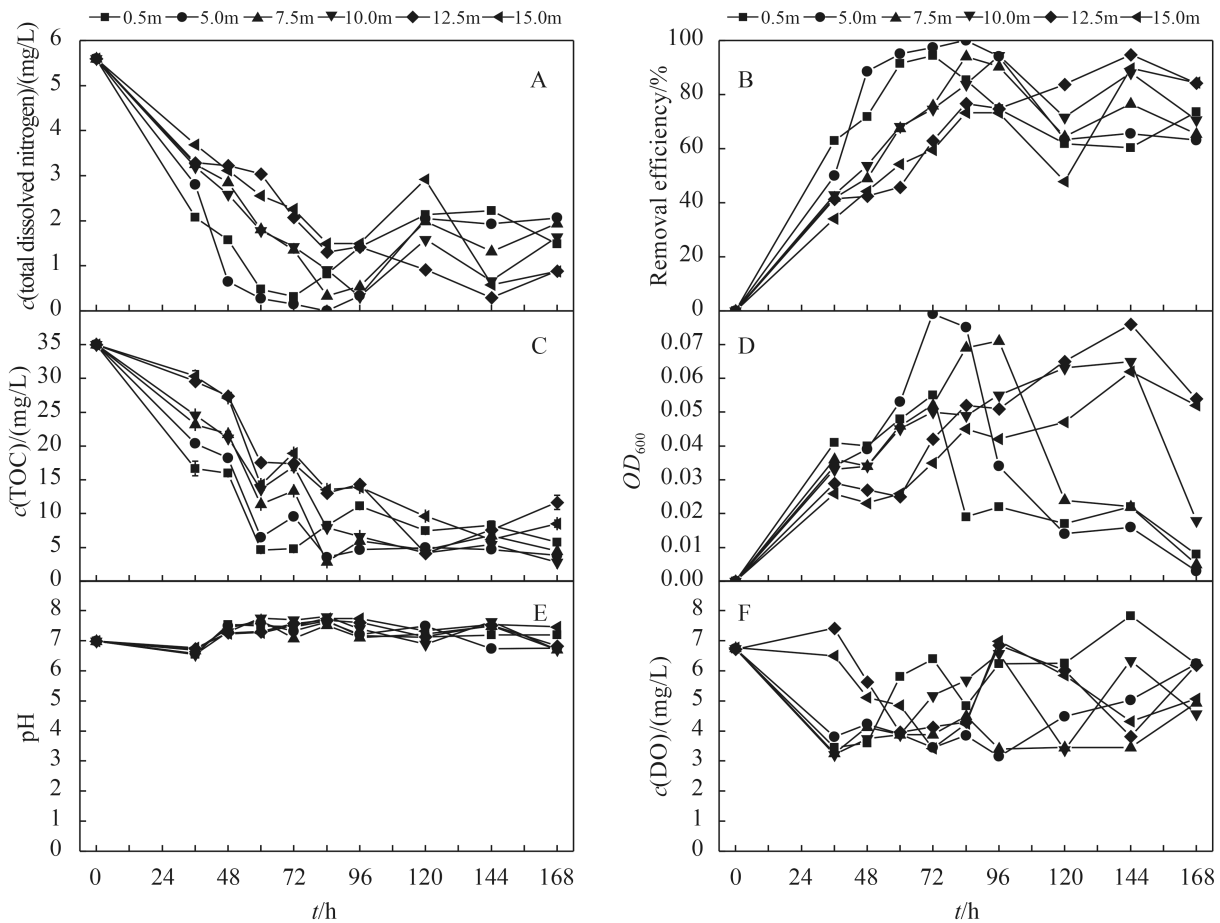 0.5m 5.0m 7.5m 10.0m 12.5m 15.0m
0.5m 5.0m 7.5m 10.0m 12.5m 15.0m
A
c(total dissolved nitrogen)/(mg/L)
6
5
4
3
2
1
0
B
Removal efficiency/%
100
80
60
40
20
0
C
c(TOC)/(mg/L)
35
30
25
20
15
10
5
0
D
OD600
0.07
0.06
0.05
0.04
0.03
0.02
0.01
0.00
E
pH
8
7
6
5
4
3
2
1
0
0 24 48 72 96 120 144 168
t/h
F
c(DO)/(mg/L)
8
7
6
5
4
3
2
1
0
0 24 48 72 96 120 144 168
t/h